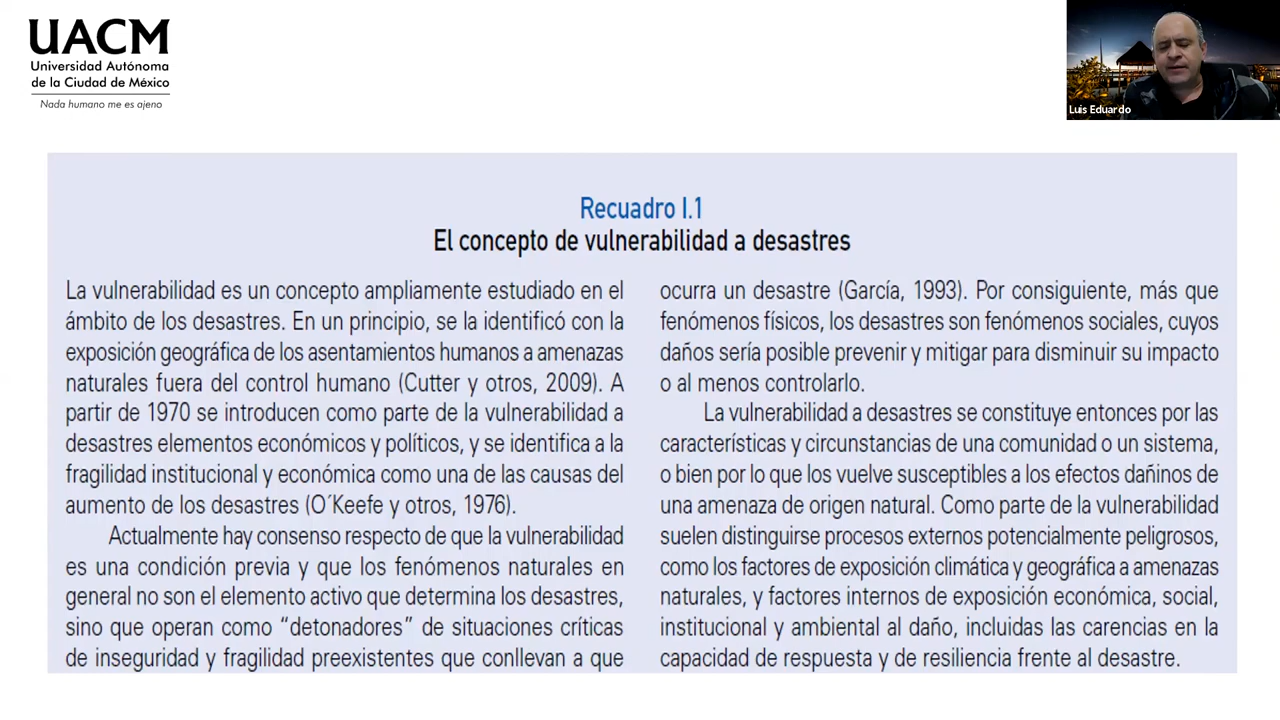 UACM
Universidad Autónoma
de la Ciudad de México
Nada humano me es ajeno
Luis Eduardo
Recuadro I.1
El concepto de vulnerabilidad a desastres
La vulnerabilidad es un concepto ampliamente estudiado en el
ámbito de los desastres. En un principio, se la identificó con la
exposición geográfica de los asentamientos humanos a amenazas
naturales fuera del control humano (Cutter y otros, 2009). A
partir de 1970 se introducen como parte de la vulnerabilidad a
desastres elementos económicos y políticos, y se identifica a la
fragilidad institucional y económica como una de las causas del
aumento de los desastres (O´Keefe y otros, 1976).
Actualmente hay consenso respecto de que la vulnerabilidad
es una condición previa y que los fenómenos naturales en
general no son el elemento activo que determina los desastres,
sino que operan como “detonadores” de situaciones críticas
de inseguridad y fragilidad preexistentes que conllevan a que
ocurra un desastre (García, 1993). Por consiguiente, más que
fenómenos físicos, los desastres son fenómenos sociales, cuyos
daños sería posible prevenir y mitigar para disminuir su impacto
o al menos controlarlo.
La vulnerabilidad a desastres se constituye entonces por las
características y circunstancias de una comunidad o un sistema,
o bien por lo que los vuelve susceptibles a los efectos dañinos de
una amenaza de origen natural. Como parte de la vulnerabilidad
suelen distinguirse procesos externos potencialmente peligrosos,
como los factores de exposición climática y geográfica a amenazas
naturales, y factores internos de exposición económica, social,
institucional y ambiental al daño, incluidas las carencias en la
capacidad de respuesta y de resiliencia frente al desastre.